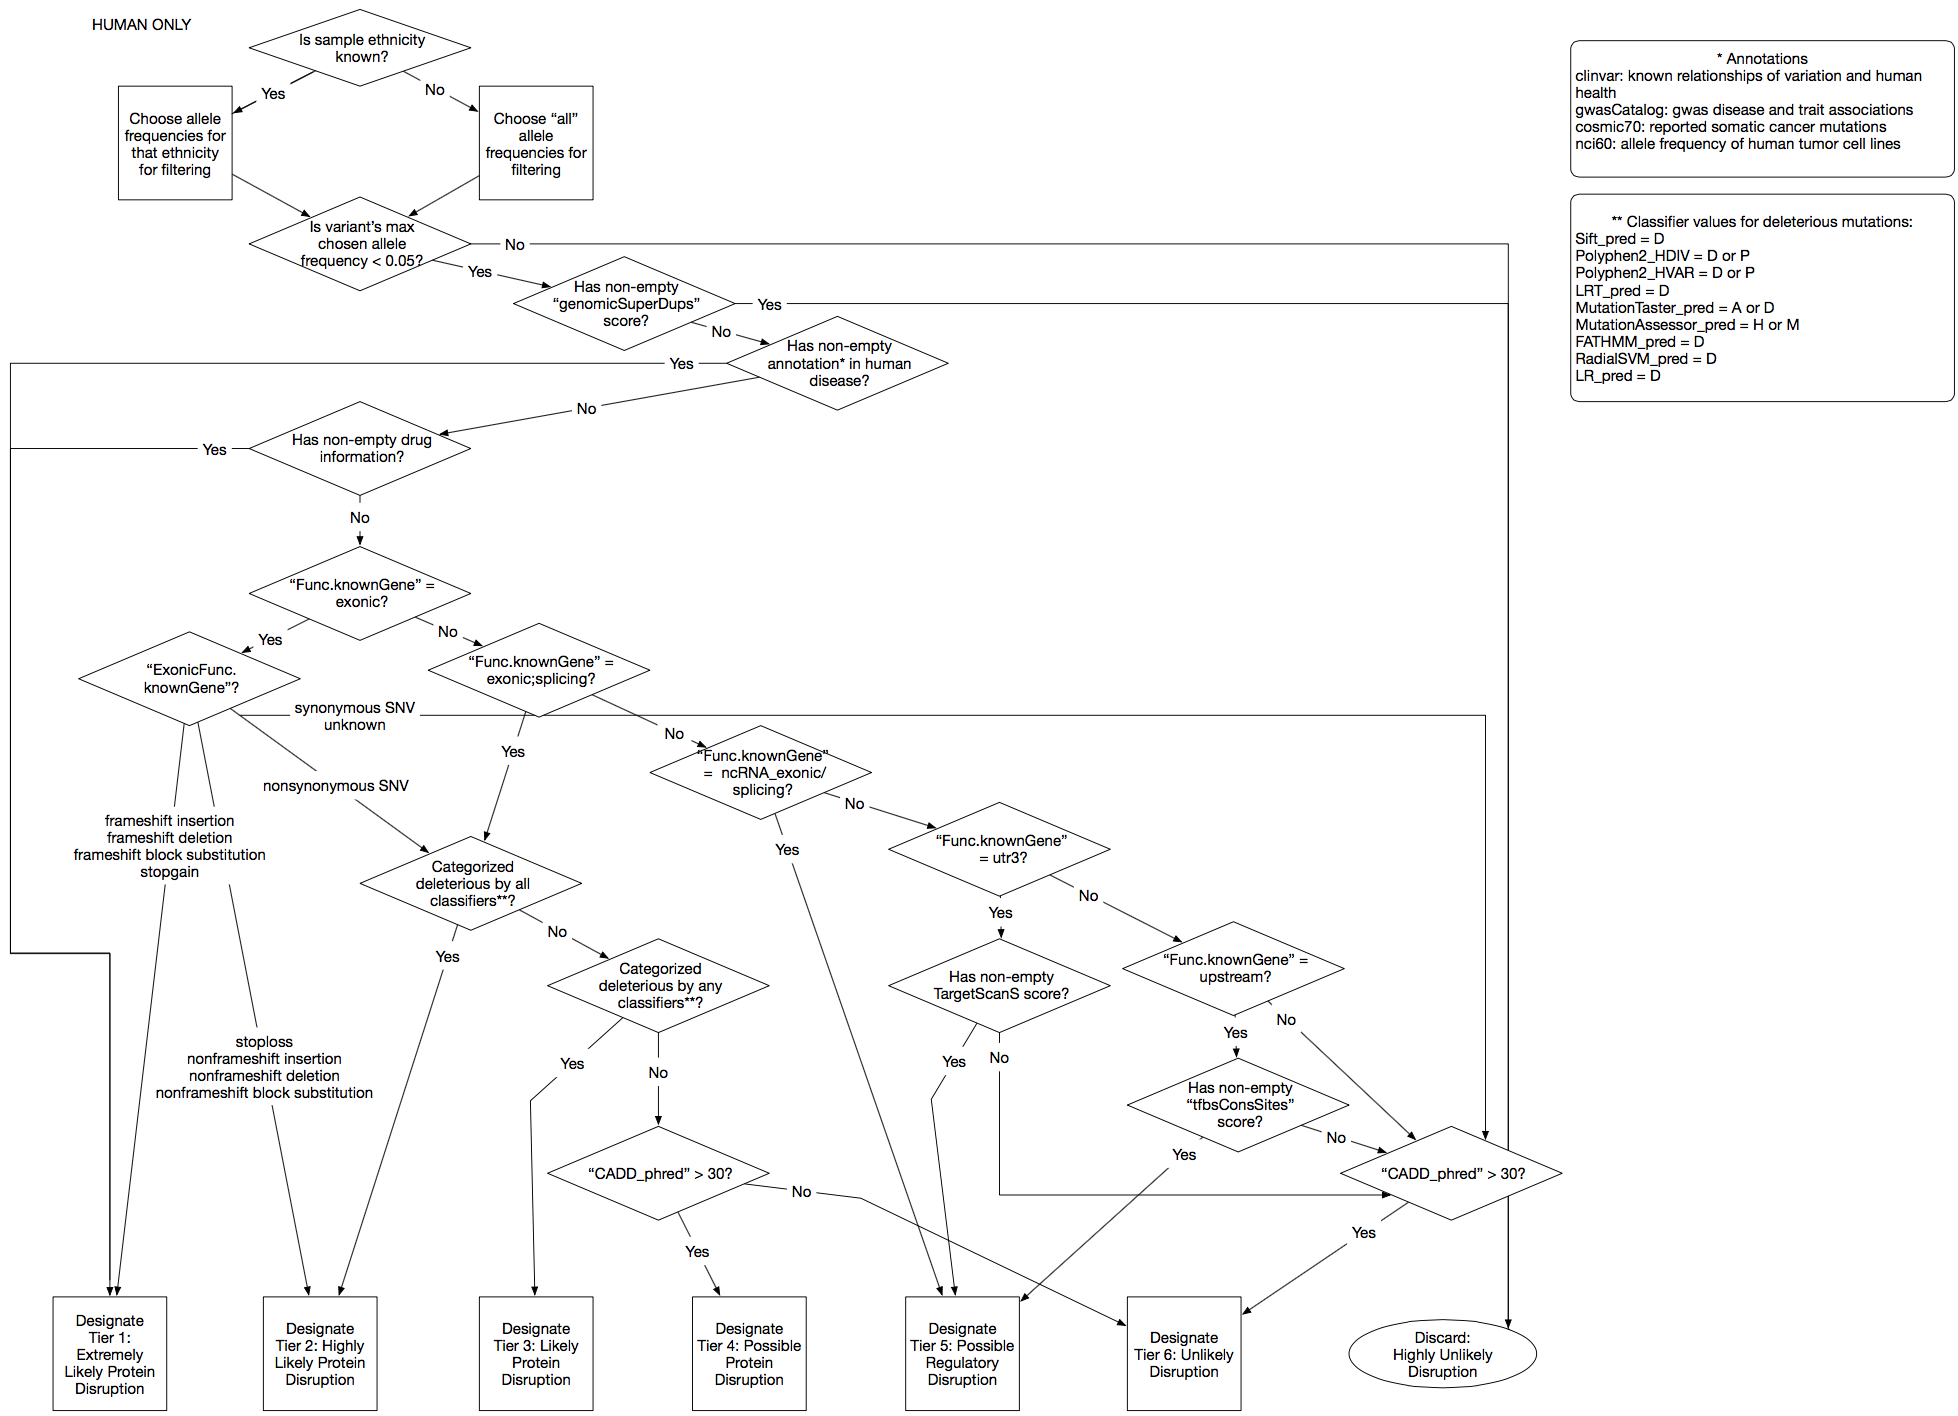 HUMAN ONLY
Is sample ethnicity
known?
Yes
No
Choose allele
frequencies for
that ethnicity
for filtering
Choose “all”
allele
frequencies for
filtering
Is variant’s max
chosen allele
frequency < 0.05?
No
Yes
Has non-empty
“genomicSuperDups”
score?
Yes
No
Has non-empty
annotation* in human
disease?
Yes
No
Has non-empty drug
information?
Yes
No
“Func.knownGene” =
exonic?
Yes
No
“ExonicFunc.
knownGene”?
“Func.knownGene” =
exonic;splicing?
synonymous SNV
unknown
No
Yes
“Func.knownGene”
= ncRNA_exonic/
splicing?
nonsynonymous SNV
No
Yes
frameshift insertion
frameshift deletion
frameshift block substitution
stopgain
“Func.knownGene”
= utr3?
Categorized
deleterious by all
classifiers**?
No
Yes
No
Yes
Categorized
deleterious by any
classifiers**?
Has non-empty
TargetScanS score?
“Func.knownGene” =
upstream?
Yes
No
stoploss
nonframeshift insertion
nonframeshift deletion
nonframeshift block substitution
Yes
No
Yes
No
Has non-empty
“tfbsConsSites”
score?
No
Yes
“CADD_phred” > 30?
No
Yes
“CADD_phred” > 30?
Yes
Designate
Tier 1:
Extremely
Likely Protein
Disruption
Designate
Tier 2: Highly
Likely Protein
Disruption
Designate
Tier 3: Likely
Protein
Disruption
Designate
Tier 4: Possible
Protein
Disruption
Designate
Tier 5: Possible
Regulatory
Disruption
Designate
Tier 6: Unlikely
Disruption
Discard:
Highly Unlikely
Disruption
* Annotations
clinvar: known relationships of variation and human
health
gwasCatalog: gwas disease and trait associations
cosmic70: reported somatic cancer mutations
nci60: allele frequency of human tumor cell lines
** Classifier values for deleterious mutations:
Sift_pred = D
Polyphen2_HDIV = D or P
Polyphen2_HVAR = D or P
LRT_pred = D
MutationTaster_pred = A or D
MutationAssessor_pred = H or M
FATHMM_pred = D
RadialSVM_pred = D
LR_pred = D